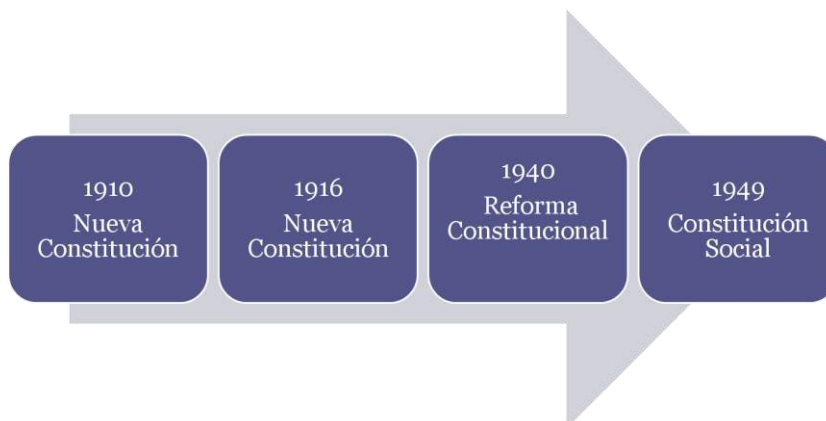 1910
Nueva
Constitución
1916
Nueva
Constitución
1940
Reforma
Constitucional
1949
Constitución
Social